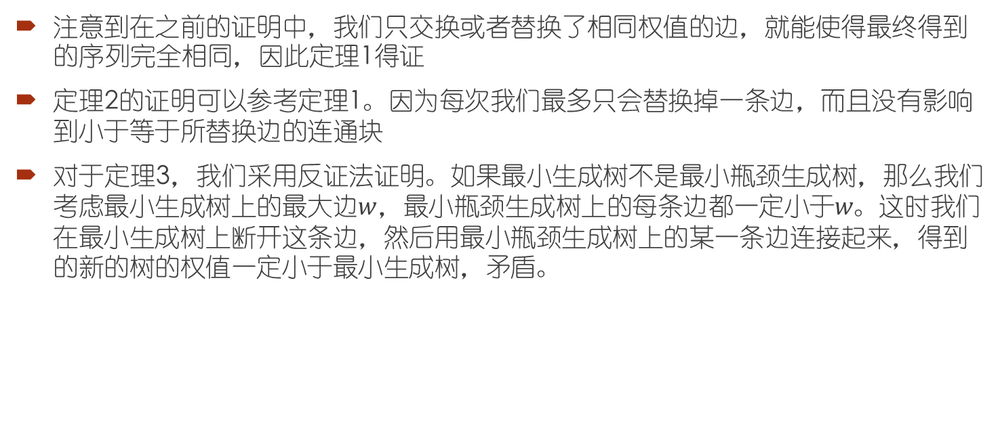 注意到在之前的证明中，我们只交换或者替换了相同权值的边，就能使得最终得到
的序列完全相同，因此定理1得证
定理2的证明可以参考定理1。因为每次我们最多只会替换掉一条边，而且没有影响
到小于等于所替换边的连通块
对于定理3，我们采用反证法证明。如果最小生成树不是最小瓶颈生成树，那么我们
考虑最小生成树上的最大边w，最小瓶颈生成树上的每条边都一定小于w。这时我们
在最小生成树上断开这条边，然后用最小瓶颈生成树上的某一条边连接起来，得到
的新的树的权值一定小于最小生成树，矛盾。